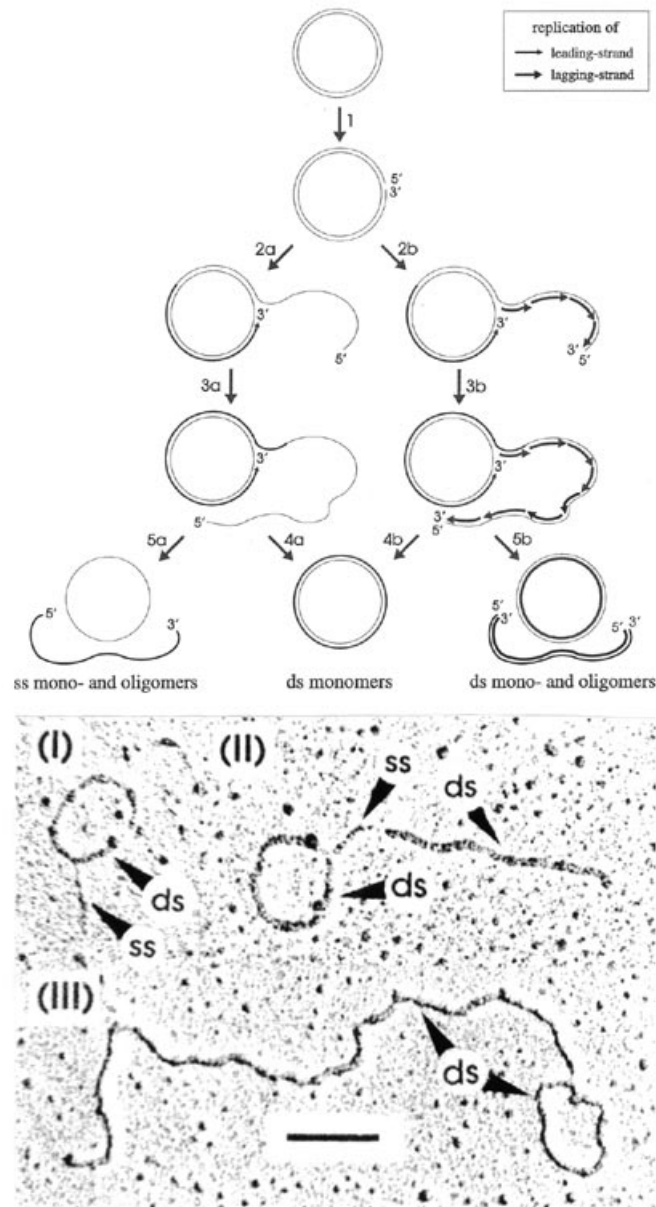 replication of
leading-strand
lagging-strand
1
5′
3′
2a
2b
3′
5′
3′
3′
5′
3a
3b
3′
5′
3′
3′
5′
5a
4a
4b
5b
5′
3′
5′
3′
5′
3′
ss mono- and oligomers
ds monomers
ds mono- and oligomers
(I)
(II)
ss
ds
ds
ds
ss
(III)
ds